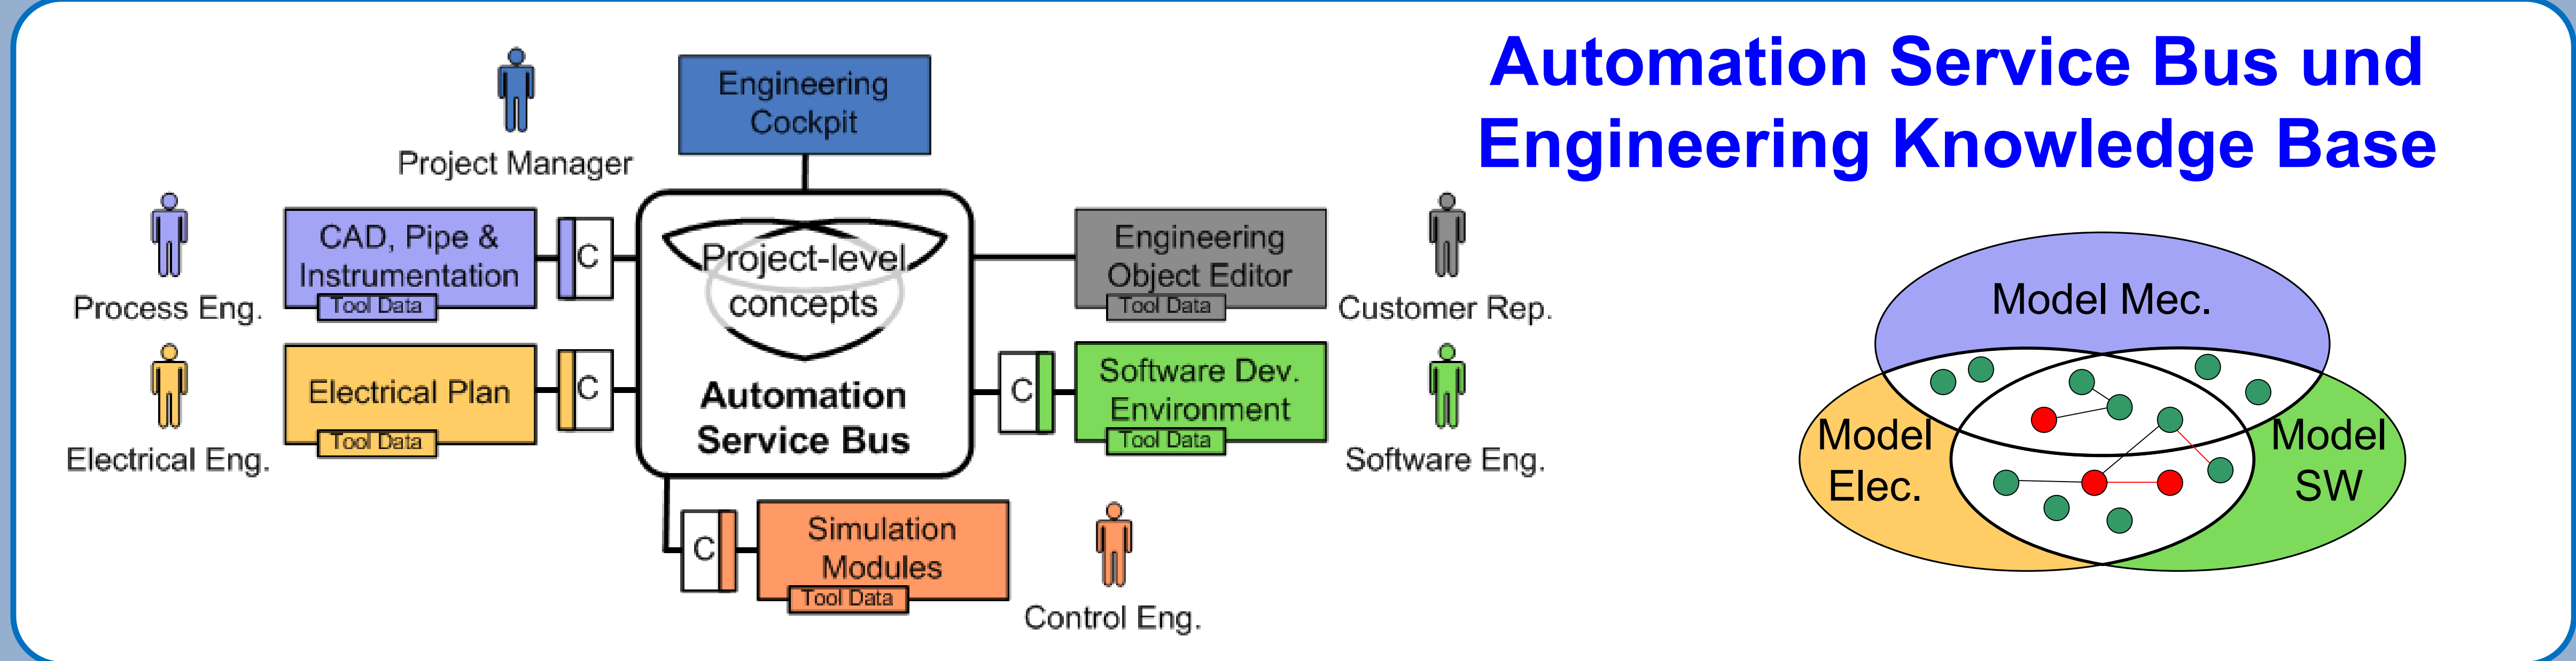 Automation Service Bus und
Engineering Knowledge Base
Engineering
Cockpit
Project Manager
CAD, Pipe &
Instrumentation
Tool Data
C
Process Eng.
Project-level
concepts
Automation
Service Bus
Engineering
Object Editor
Tool Data
Customer Rep.
Electrical Plan
Tool Data
C
Electrical Eng.
C
Software Dev.
Environment
Tool Data
Software Eng.
C
Simulation
Modules
Tool Data
Control Eng.
Model Mec.
Model
Elec.
Model
SW